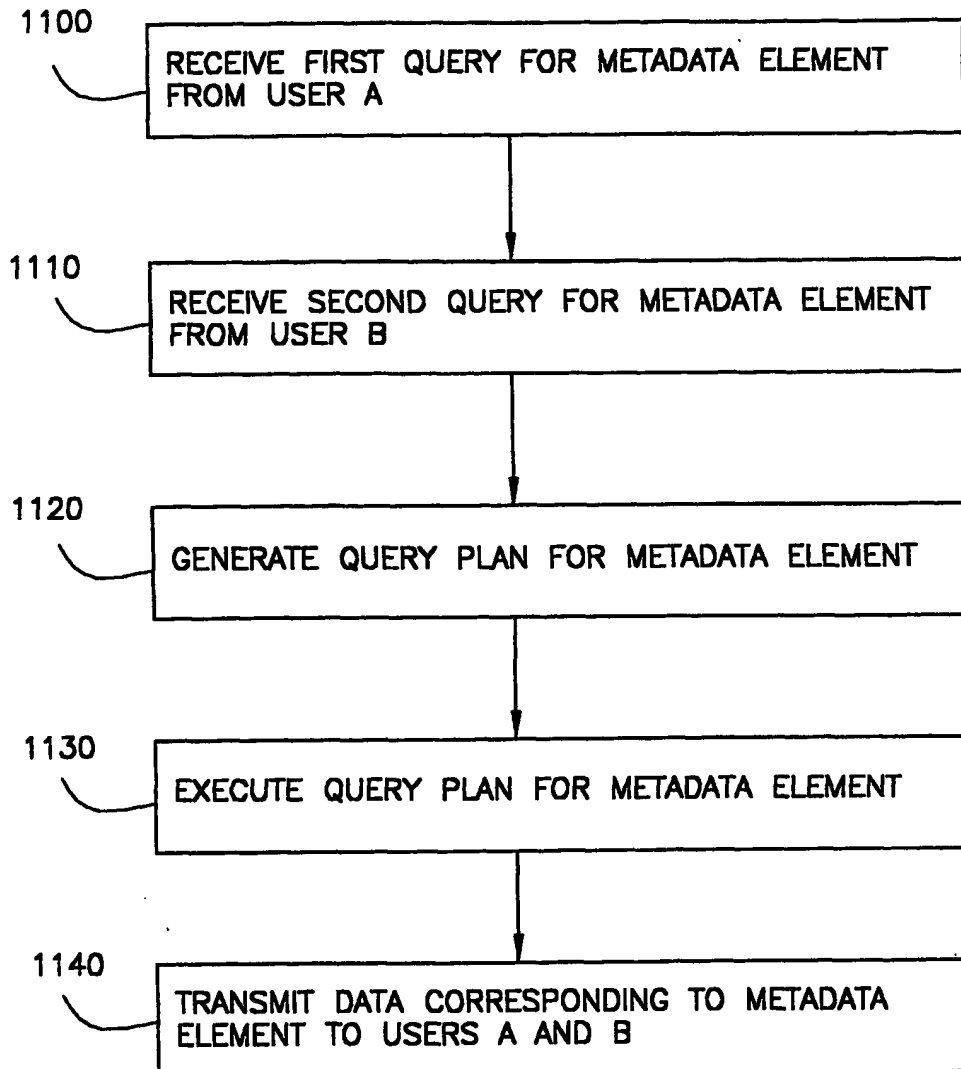 1100
RECEIVE FIRST QUERY FOR METADATA ELEMENT
FROM USER A
1110
RECEIVE SECOND QUERY FOR METADATA ELEMENT
FROM USER B
1120
GENERATE QUERY PLAN FOR METADATA ELEMENT
1130
EXECUTE QUERY PLAN FOR METADATA ELEMENT
1140
TRANSMIT DATA CORRESPONDING TO METADATA
ELEMENT TO USERS A AND B